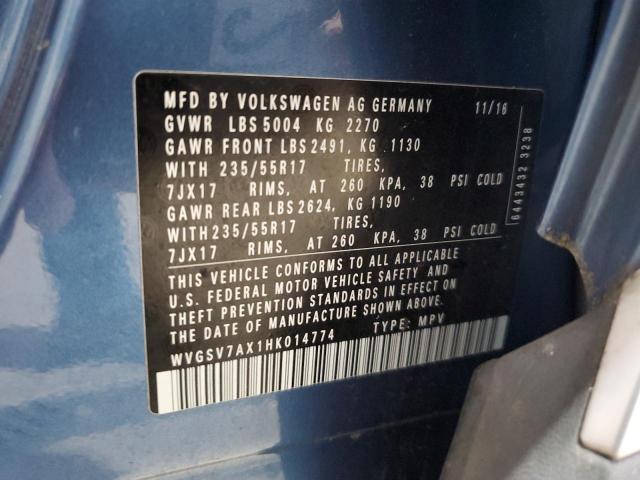 MFD BY VOLKSWAGEN AG GERMANY 11/16
GVWR LBS 5004 KG 2270
GAWR FRONT LBS 2491, KG 1130
WITH 235/55R17 TIRES,
7JX17 RIMS, AT 260 KPA, 38 PSI COLD
GAWR REAR LBS 2624, KG 1190
WITH 235/55R17 TIRES,
7JX17 RIMS, AT 260 KPA, 38 PSI COLD
THIS VEHICLE CONFORMS TO ALL APPLICABLE
U.S. FEDERAL MOTOR VEHICLE SAFETY AND
THEFT PREVENTION STANDARDS IN EFFECT ON
THE DATE OF MANUFACTURE SHOWN ABOVE.
WVGSV7AX1HK014774 TYPE: MPV
6443432 3238